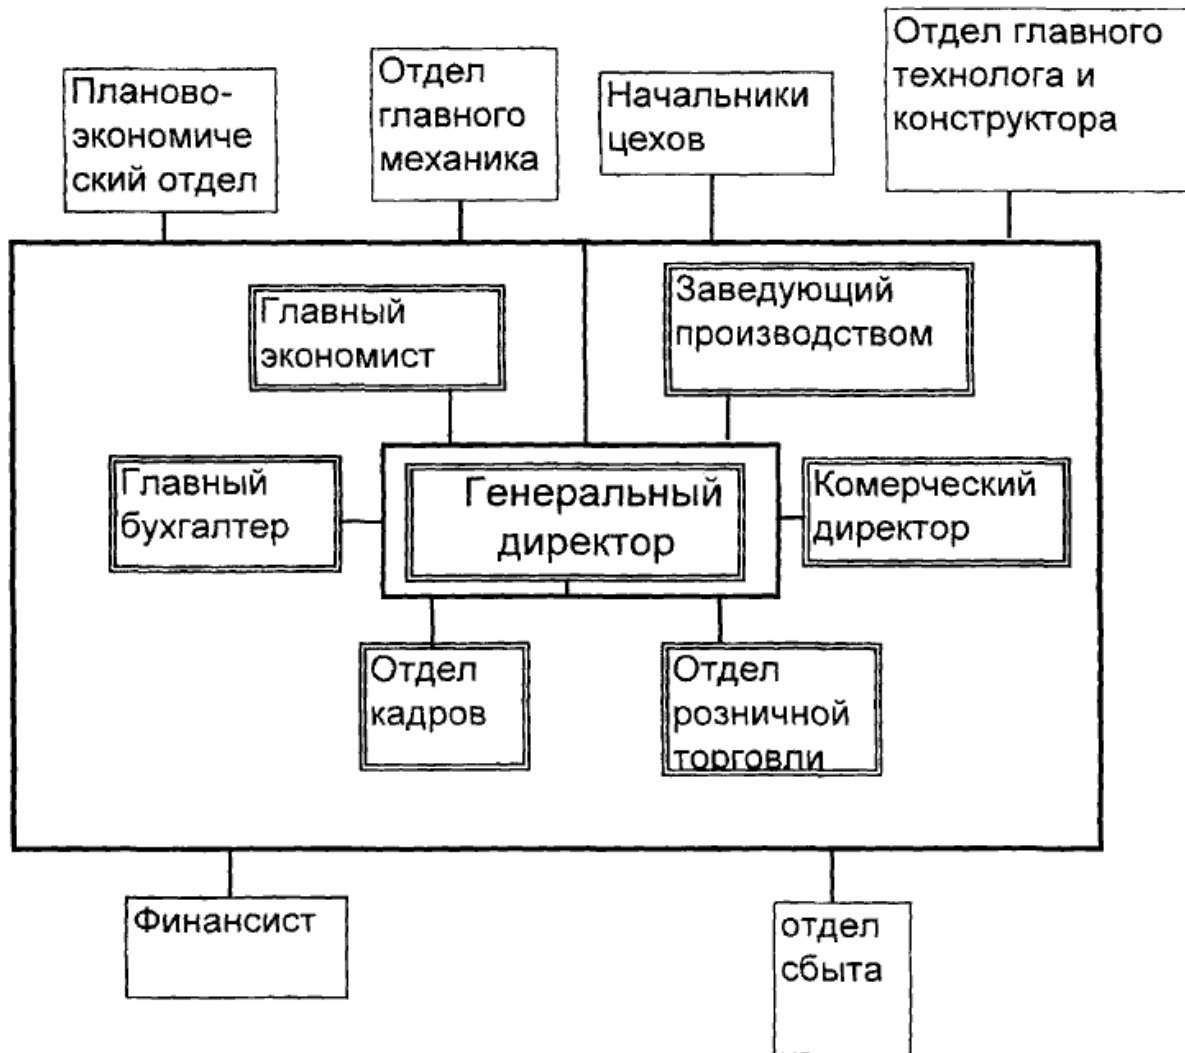 Планово-
экономиче
ский отдел
Отдел
главного
механика
Начальники
цехов
Отдел главного
технолога и
конструктора
Главный
экономист
Заведующий
производством
Главный
бухгалтер
Генеральный
директор
Комерческий
директор
Отдел
кадров
Отдел
розничной
торговли
Финансист
отдел
сбыта